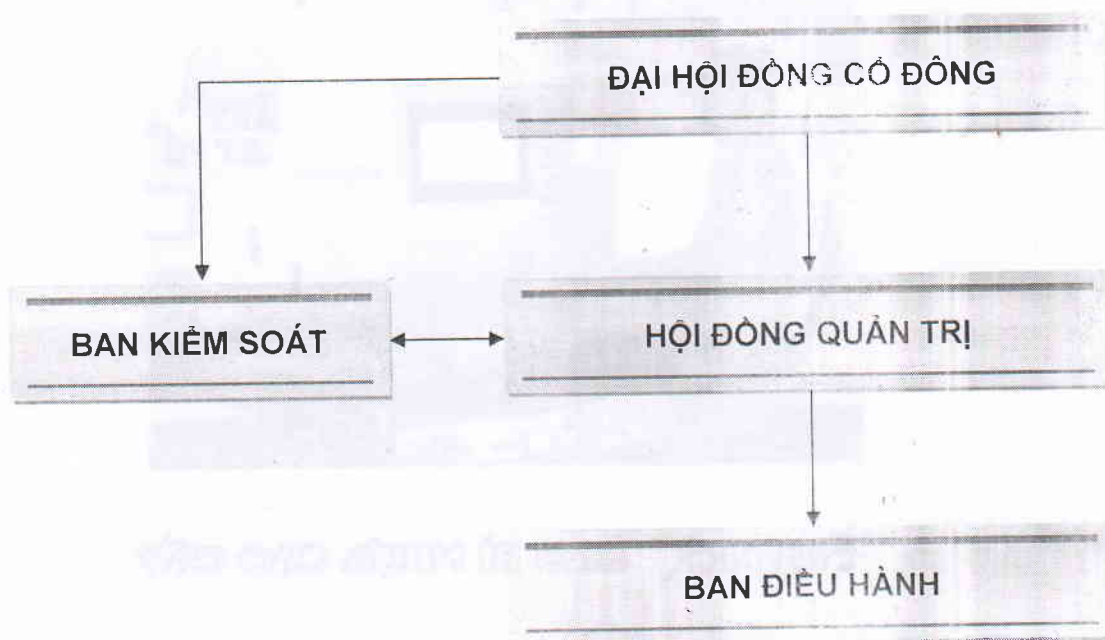 ĐẠI HỘI ĐỒNG CỔ ĐÔNG
BAN KIỂM SOÁT
HỘI ĐỒNG QUẢN TRỊ
BAN ĐIỀU HÀNH